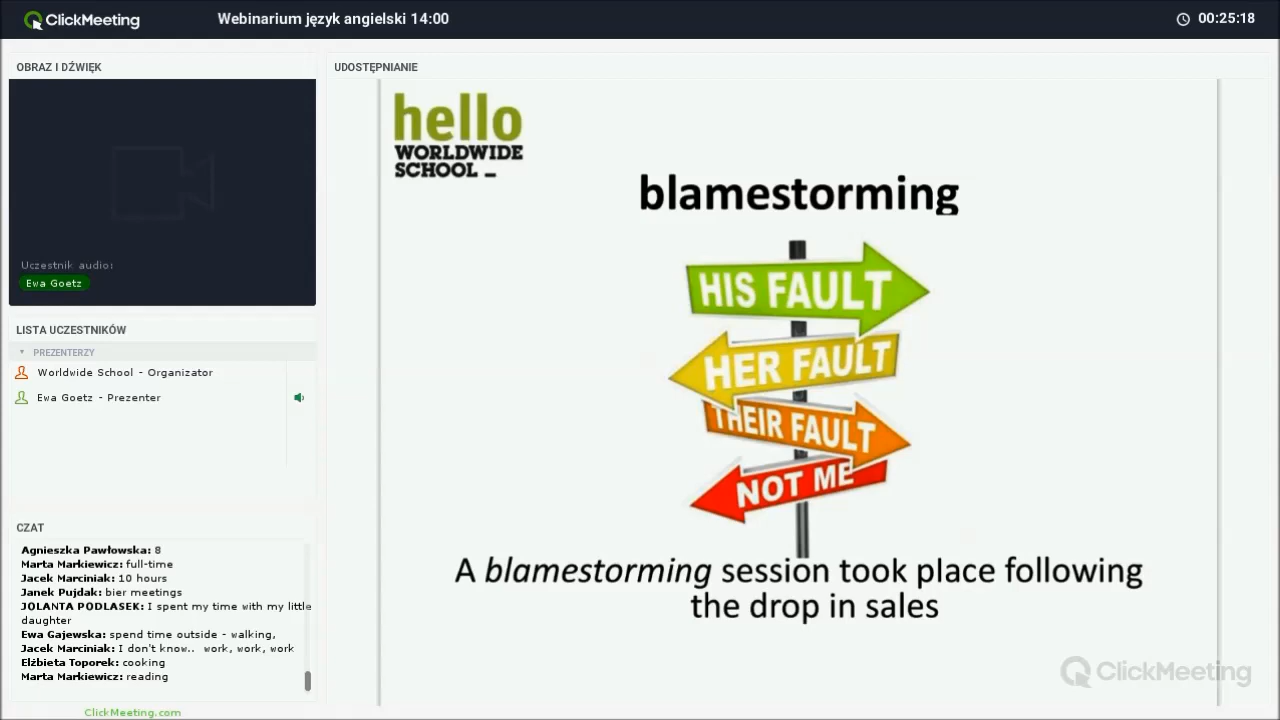 ClickMeeting
Webinarium język angielski 14:00
00:25:18
OBRAZ I DŹWIĘK
Uczestnik audio:
Ewa Goetz
LISTA UCZESTNIKÓW
PREZENTERZY
Worldwide School - Organizator
Ewa Goetz - Prezenter
CZAT
Agnieszka Pawłowska: 8
Marta Markiewicz: full-time
Jacek Marciniak: 10 hours
Janek Pujdak: bier meetings
JOLANTA PODLASEK: I spent my time with my little
daughter
Ewa Gajewska: spend time outside - walking,
Jacek Marciniak: I don't know.. work, work, work
Elżbieta Toporek: cooking
Marta Markiewicz: reading
ClickMeeting.com
UDOSTĘPNIANIE
hello
WORLDWIDE
SCHOOL _
blamestorming
HIS FAULT
HER FAULT
THEIR FAULT
NOT ME
A blamestorming session took place following
the drop in sales
ClickMeeting